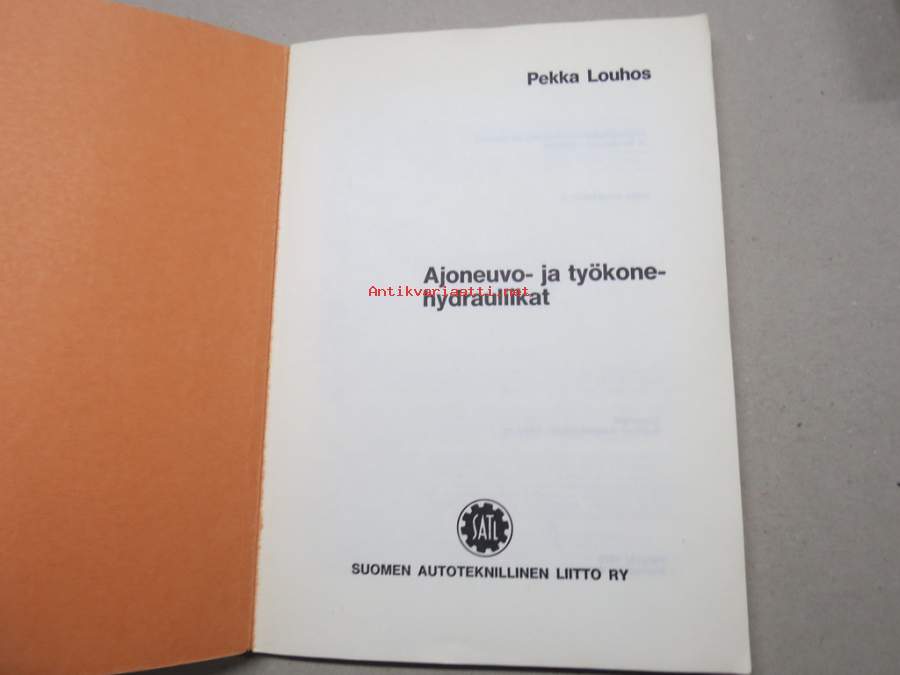 Pekka Louhos
Ajoneuvo- ja työkone-
Antikvariaatti.net
hydrauliikat
SATL
SUOMEN AUTOTEKNILLINEN LIITTO RY